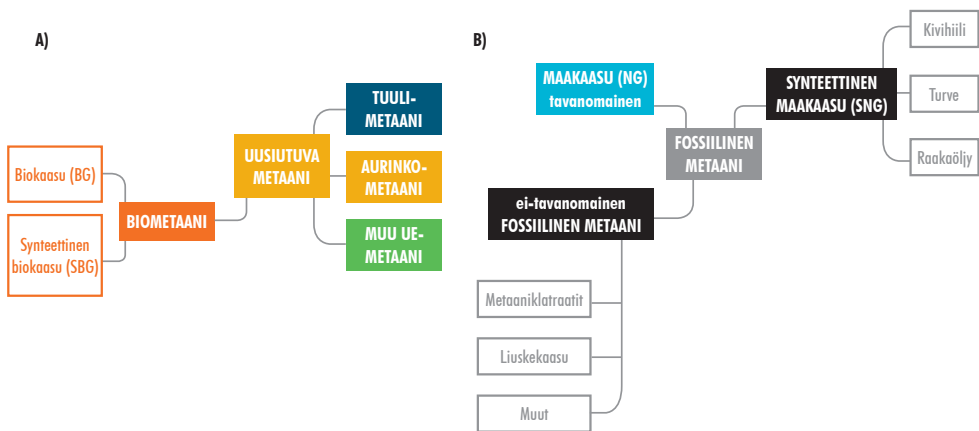 A)
TUULI-
METAANI
UUSIUTUVA
METAANI
AURINKO-
METAANI
Biokaasu (BG)
BIOMETAANI
MUU UE-
METAANI
Synteettinen
biokaasu (SBG)
B)
Kivihiili
MAAKAASU (NG)
tavanomainen
SYNTEETTINEN
MAAKAASU (SNG)
Turve
FOSSIILINEN
METAANI
Raakaöljy
ei-tavanomainen
FOSSIILINEN METAANI
Metaaniklatraatit
Liuskekaasu
Muut